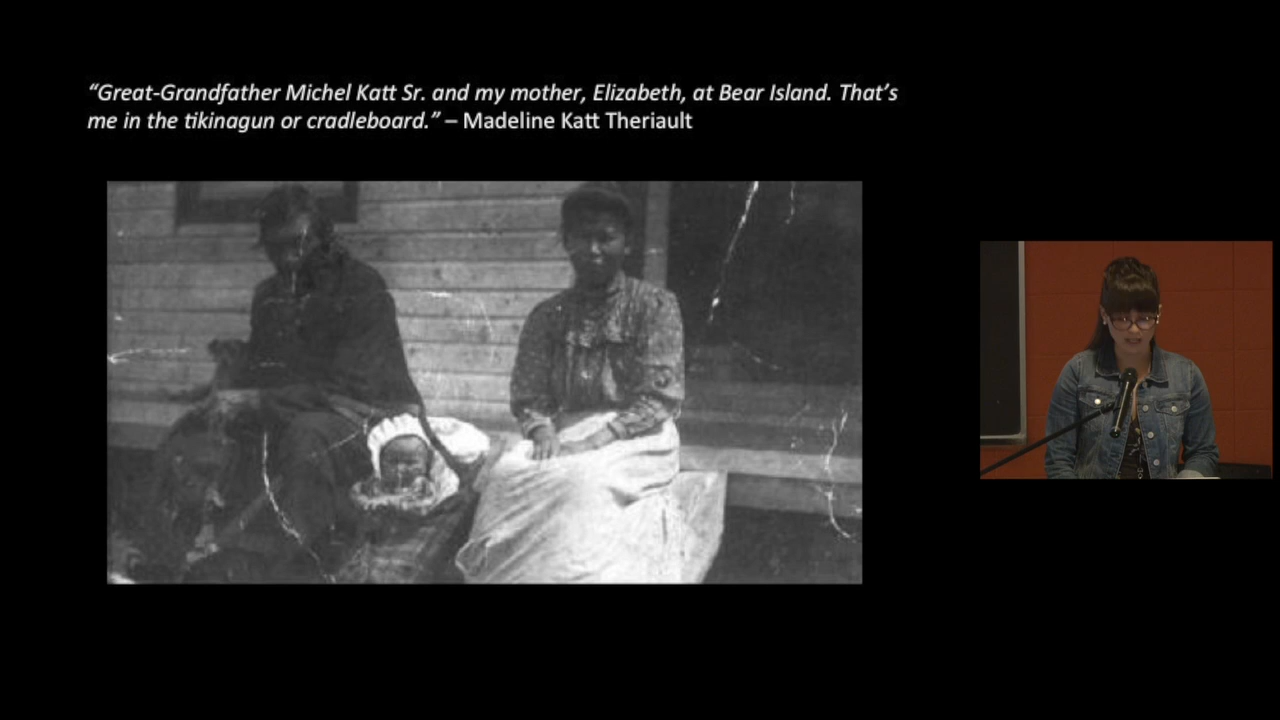 “Great-Grandfather Michel Katt Sr. and my mother, Elizabeth, at Bear Island. That’s
me in the tikinagun or cradleboard.” – Madeline Katt Theriault